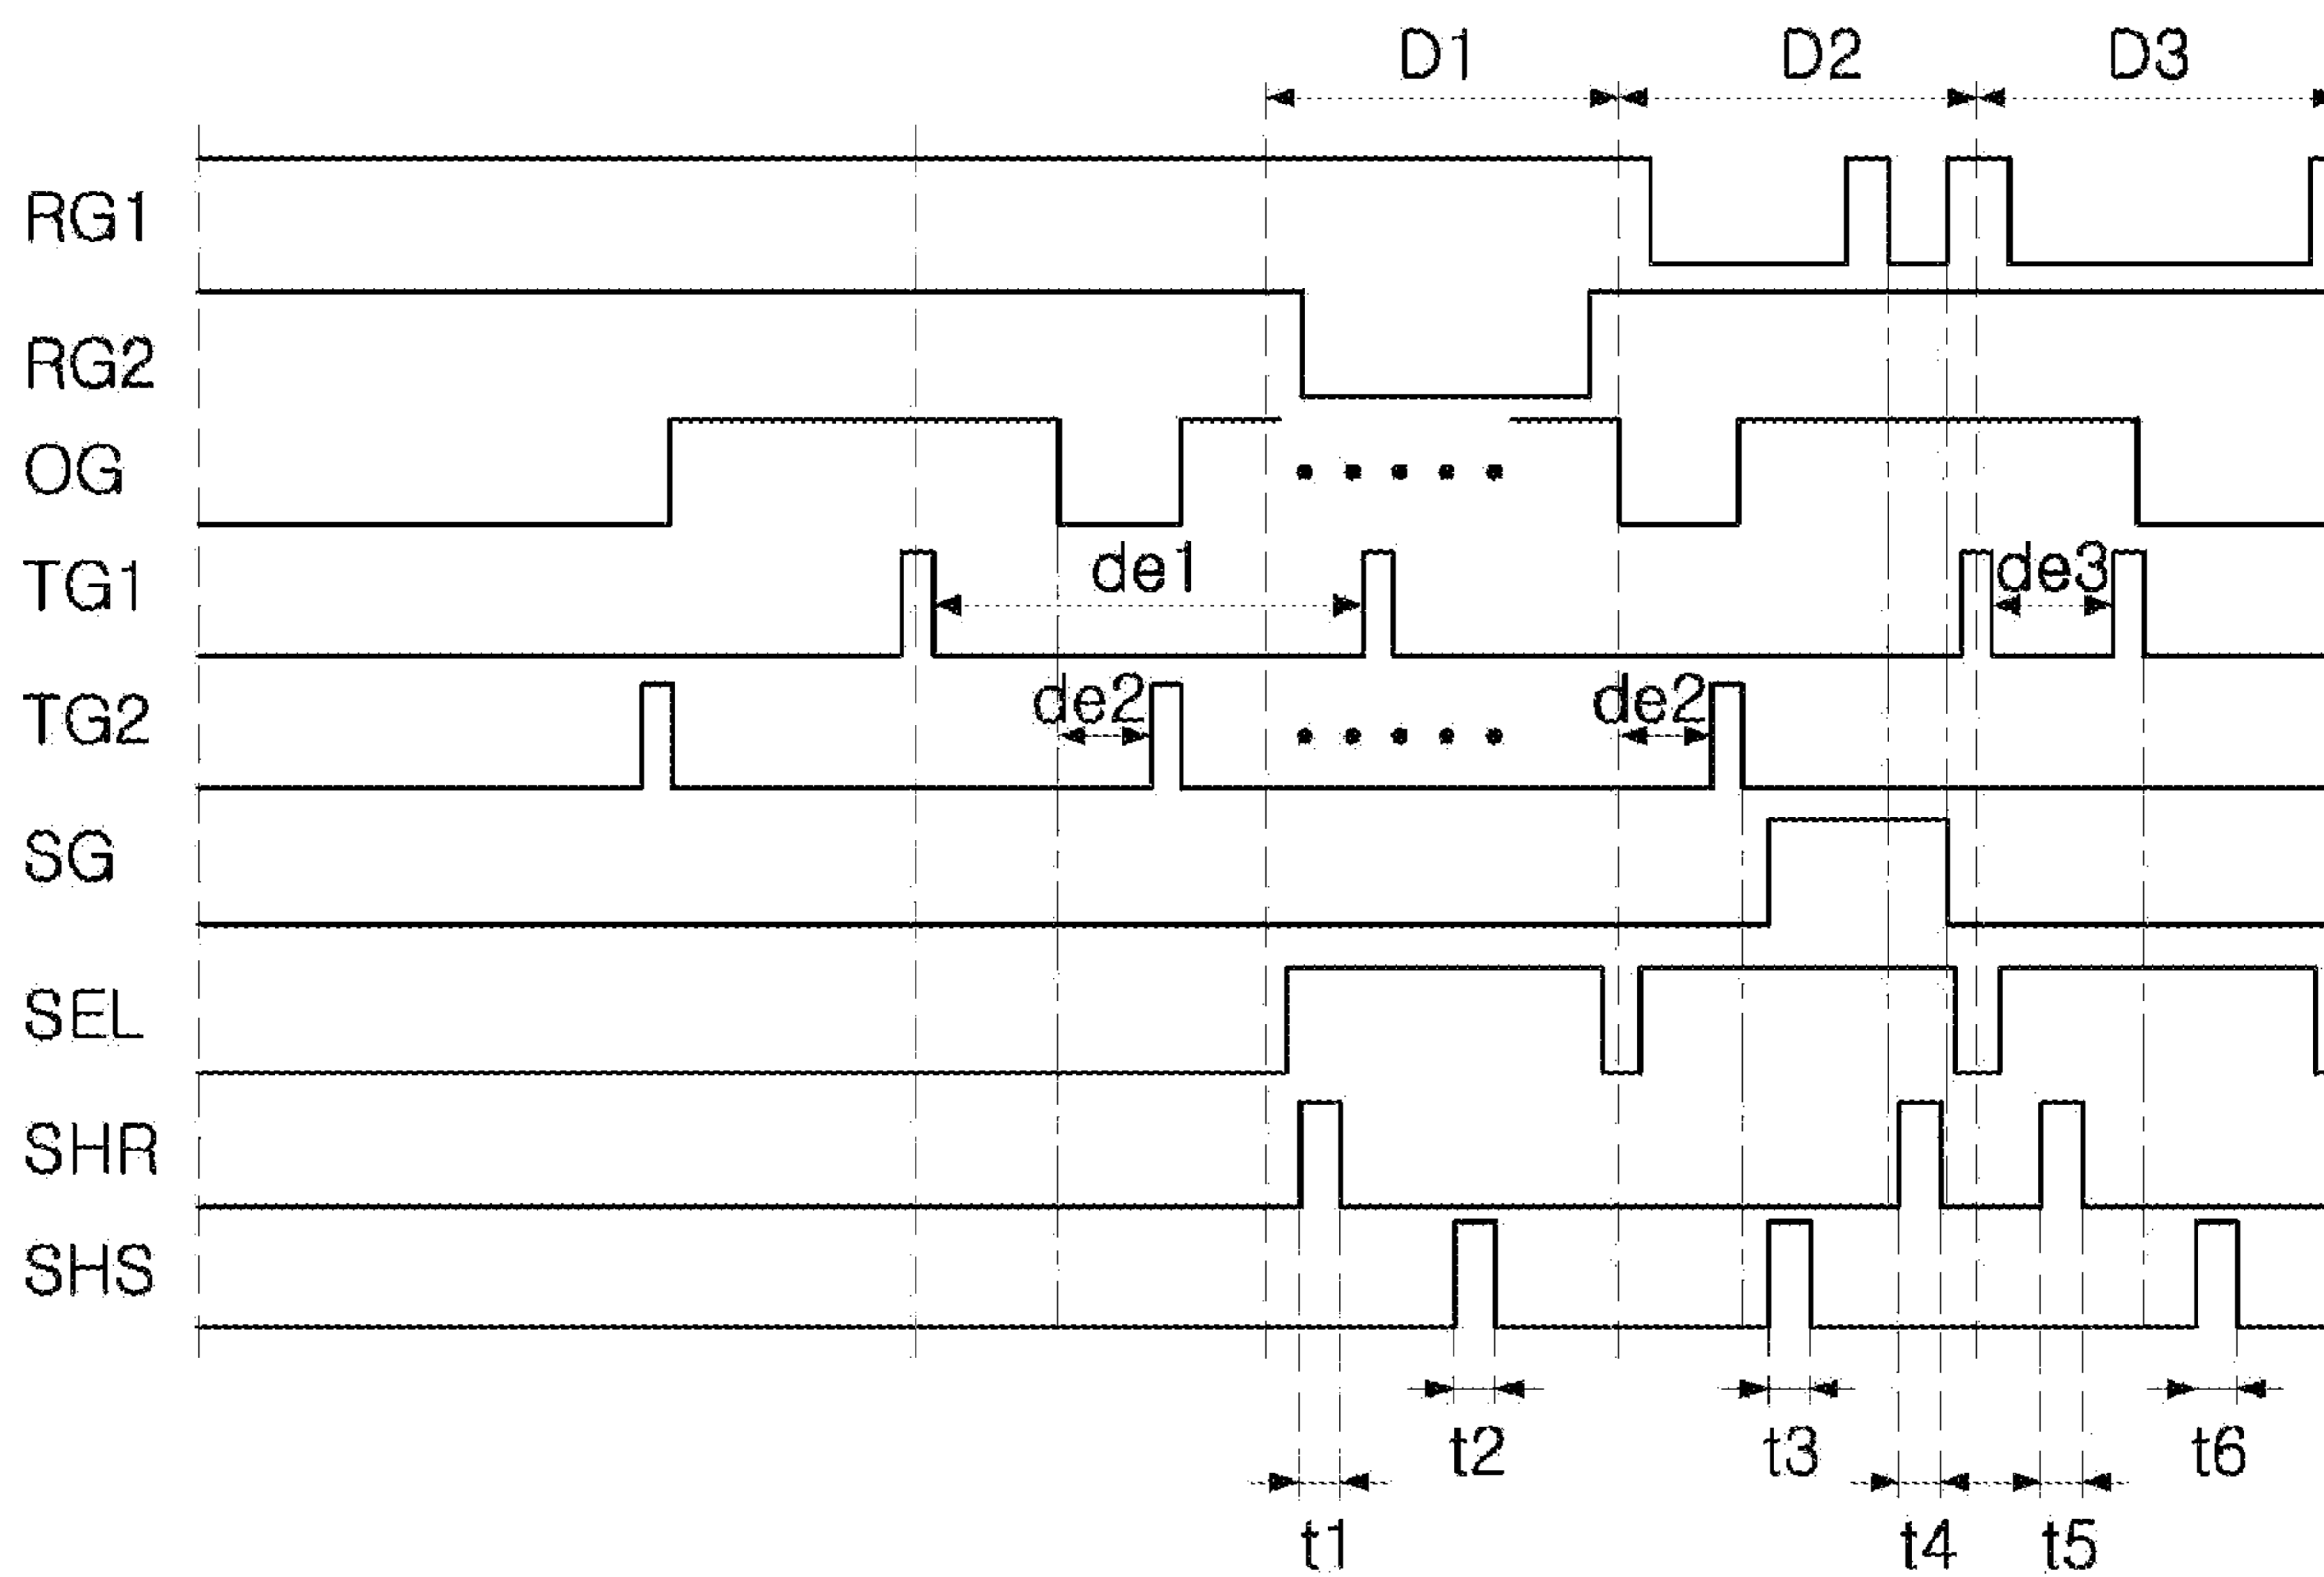 D1 D2 D3
RG1
RG2
OG
TG1 de1 de3
TG2 de2 de2
SG
SEL
SHR
SHS
t2 t3 t6
t1 t4 t5